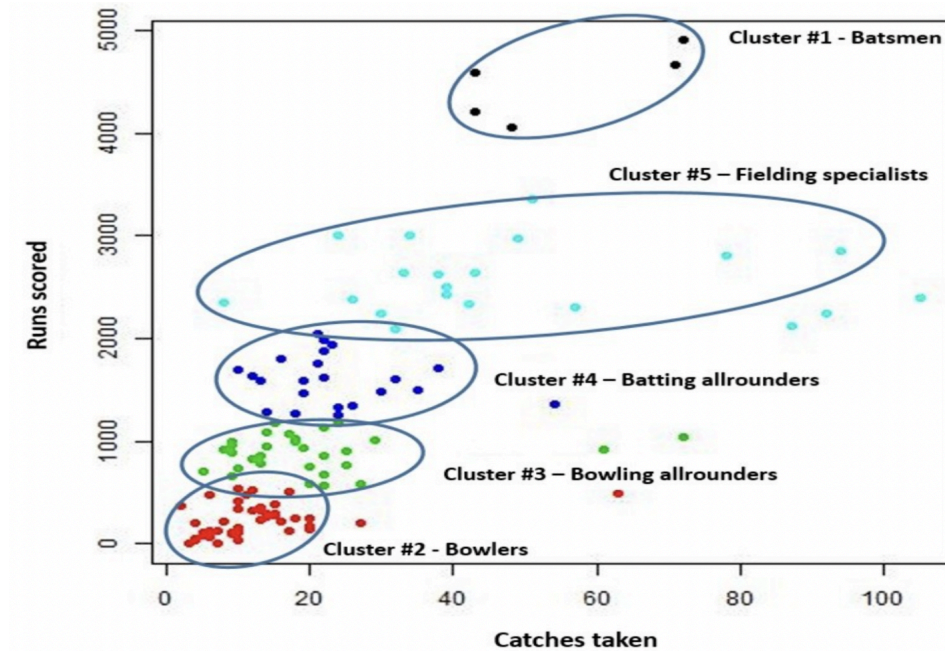 5000
Cluster #1 - Batsmen
4000
Cluster #5 – Fielding specialists
3000
Runs scored
2000
Cluster #4 – Batting allrounders
1000
Cluster #3 – Bowling allrounders
0
Cluster #2 - Bowlers
0 20 40 60 80 100
Catches taken